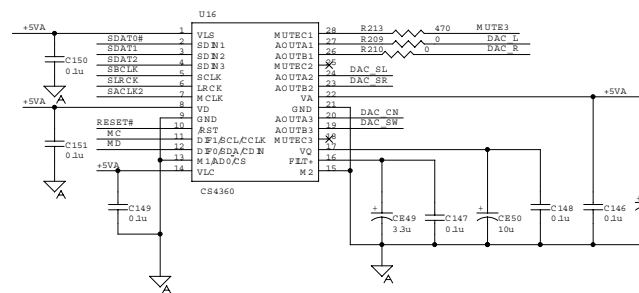 U16
+5VA 1 VLS MUTEC1 28 R213 470 MUTE3
SDAT0# 2 SDIN1 AOUTA1 27 R209 0 DAC_L
SDAT1 3 SDIN2 AOUTB1 26 R210 0 DAC_R
SDAT2 4 SDIN3 MUTEC2 25
SBCLK 5 SCLK AOUTA2 24 DAC_SL
SLRCK 6 LRCK AOUTB2 23 DAC_SR
SACLK2 7 MCLK VA 22 +5VA
+5VA 8 VD GND 21
9 GND AOUTA3 20 DAC_CN
RESET# 10 /RST AOUTB3 19 DAC_SW
MC 11 DIF1/SCL/CCLK MUTEC3 18
MD 12 DIF0/SDA/CDIN VQ 17
13 M1/AD0/CS FILT+ 16
+5VA 14 VLC M2 15
CS4360
C150
0.1u
A
C151
0.1u
A
C149
0.1u
A
CE49
3.3u
C147
0.1u
CE50
10u
C148
0.1u
C146
0.1u
A